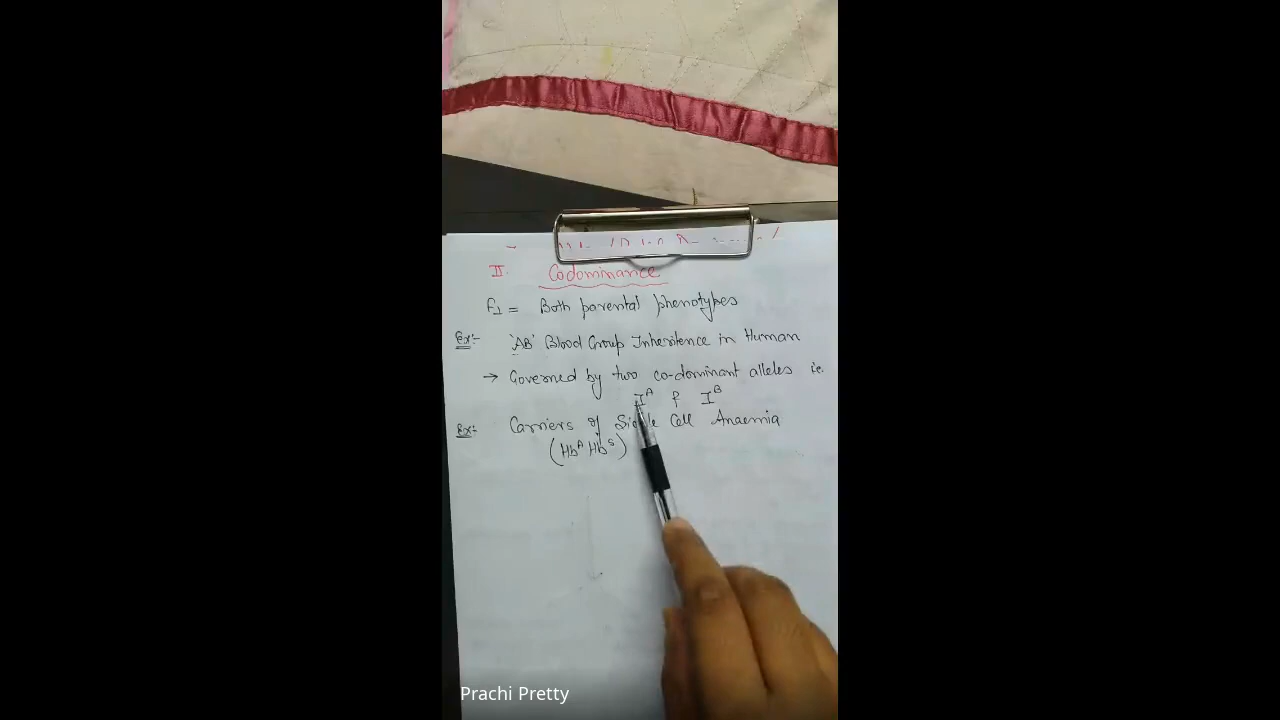 II. Codominance
F1 = Both parental phenotypes
Ex:- 'AB' Blood Group Inheritence in Human
→ Governed by two co-dominant alleles i.e.
I^A & I^B
Ex:- Carriers of Sickle Cell Anaemia
(Hb^A Hb^S)
Prachi Pretty